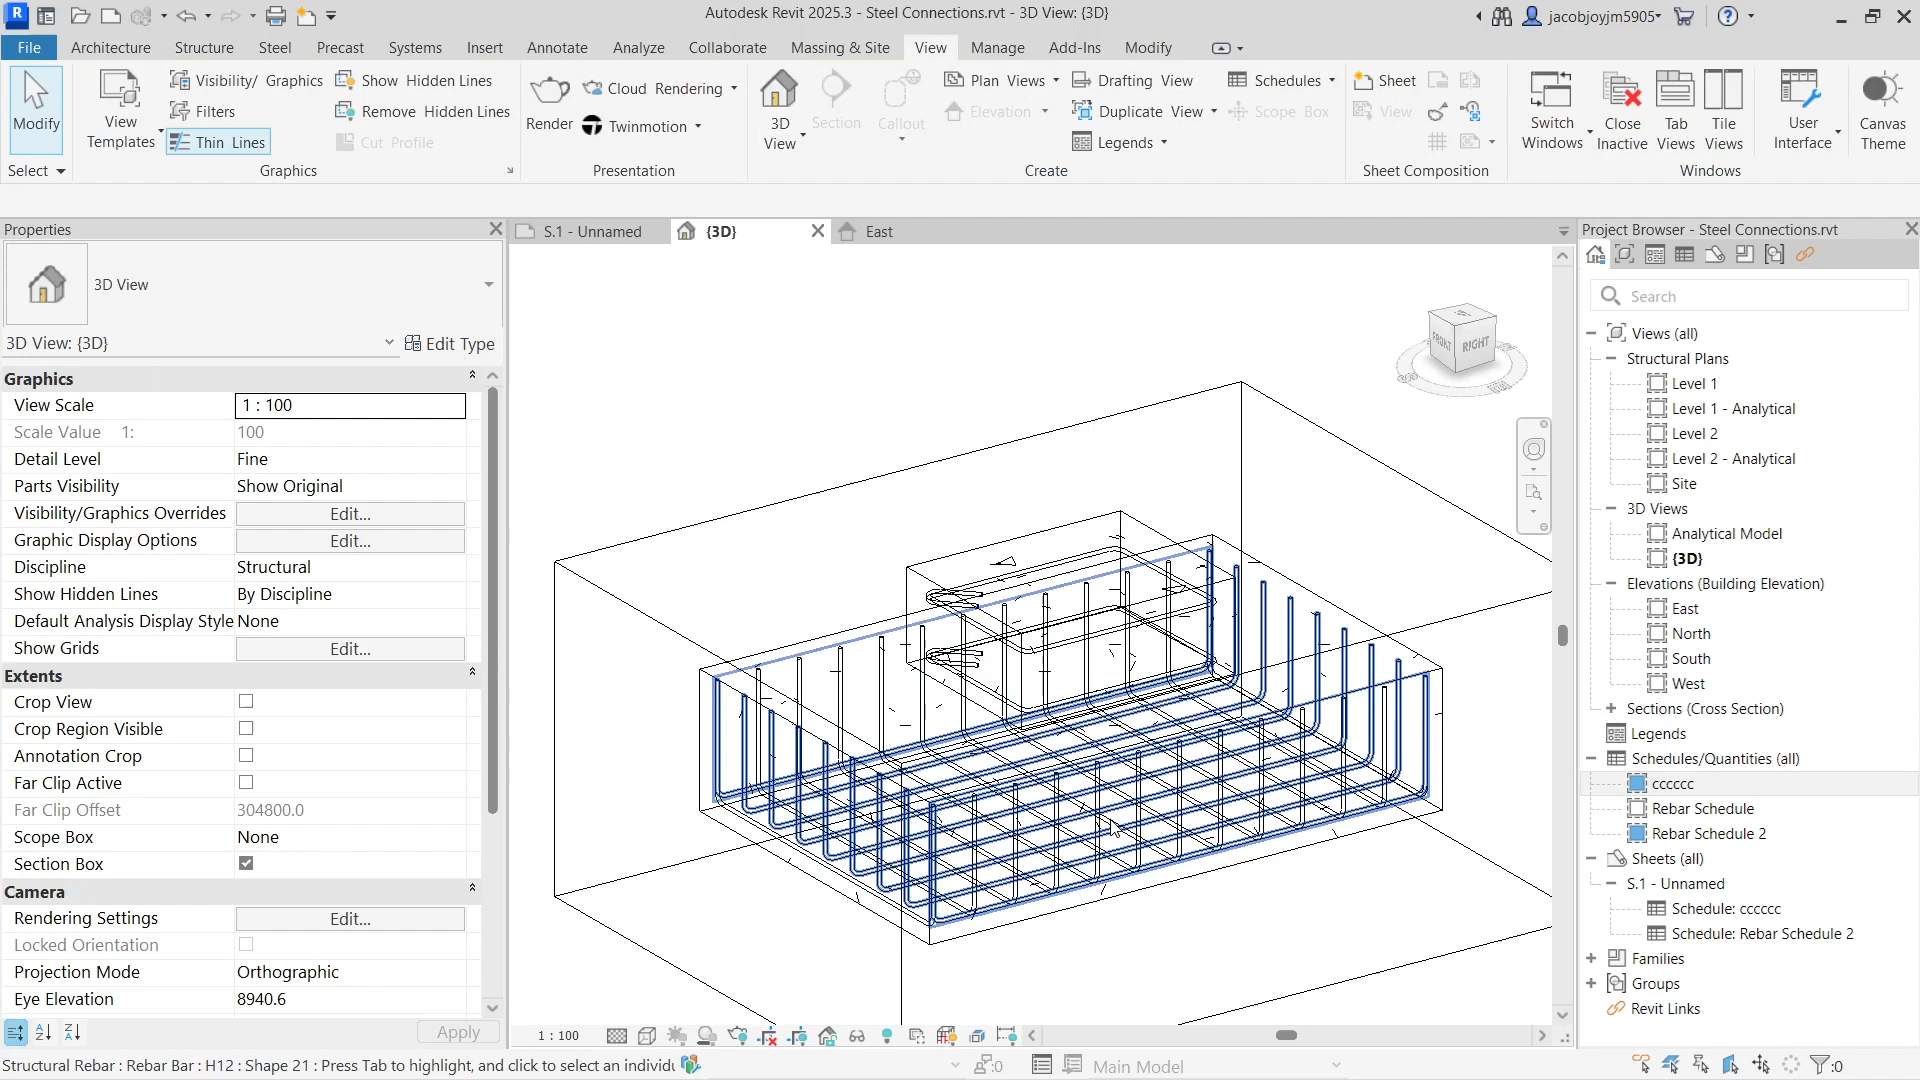 Autodesk Revit 2025.3 - Steel Connections.rvt - 3D View: {3D}
jacobjoyjm5905
File Architecture Structure Steel Precast Systems Insert Annotate Analyze Collaborate Massing & Site View Manage Add-Ins Modify
Modify
View Templates
Visibility/ Graphics
Filters
Thin Lines
Show Hidden Lines
Remove Hidden Lines
Cut Profile
Render
Cloud Rendering
Twinmotion
3D View
Section
Callout
Plan Views
Elevation
Drafting View
Duplicate View
Legends
Schedules
Scope Box
Sheet
View
Switch Windows
Close Inactive
Tab Views
Tile Views
User Interface
Canvas Theme
Select
Graphics
Presentation
Create
Sheet Composition
Windows
Properties
3D View
3D View: {3D}
Edit Type
Graphics
View Scale 1 : 100
Scale Value 1: 100
Detail Level Fine
Parts Visibility Show Original
Visibility/Graphics Overrides Edit...
Graphic Display Options Edit...
Discipline Structural
Show Hidden Lines By Discipline
Default Analysis Display Style None
Show Grids Edit...
Extents
Crop View
Crop Region Visible
Annotation Crop
Far Clip Active
Far Clip Offset 304800.0
Scope Box None
Section Box
Camera
Rendering Settings Edit...
Locked Orientation
Projection Mode Orthographic
Eye Elevation 8940.6
Apply
S.1 - Unnamed
{3D}
East
FRONT
RIGHT
1 : 100
Project Browser - Steel Connections.rvt
Search
Views (all)
Structural Plans
Level 1
Level 1 - Analytical
Level 2
Level 2 - Analytical
Site
3D Views
Analytical Model
{3D}
Elevations (Building Elevation)
East
North
South
West
Sections (Cross Section)
Legends
Schedules/Quantities (all)
cccccc
Rebar Schedule
Rebar Schedule 2
Sheets (all)
S.1 - Unnamed
Schedule: cccccc
Schedule: Rebar Schedule 2
Families
Groups
Revit Links
Structural Rebar : Rebar Bar : H12 : Shape 21 : Press Tab to highlight, and click to select an individu
:0
Main Model
:0